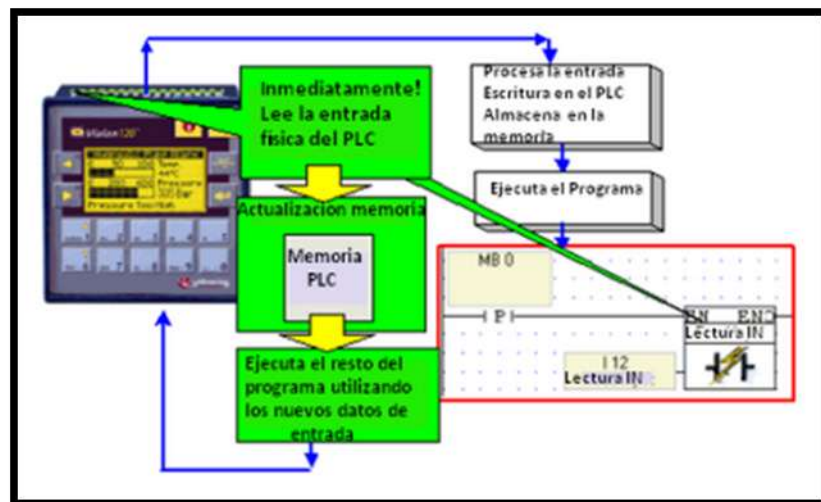 Procesa la entrada
Escritura en el PLC
Almacena en la
memoria
Inmediatamente!
Lee la entrada
física del PLC
Ejecuta el Programa
Actualizacion memoria
Memoria
PLC
MB 0
P
EN ENO
Lectura IN
I 12
Lectura IN
Ejecuta el resto del
programa utilizando
los nuevos datos de
entrada
Vision120
Pressure